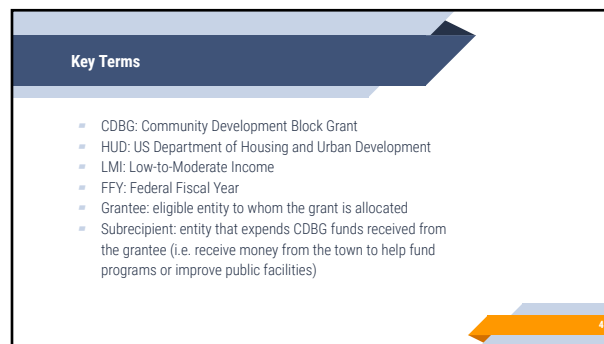 Key Terms
CDBG: Community Development Block Grant
HUD: US Department of Housing and Urban Development
LMI: Low-to-Moderate Income
FFY: Federal Fiscal Year
Grantee: eligible entity to whom the grant is allocated
Subrecipient: entity that expends CDBG funds received from
the grantee (i.e. receive money from the town to help fund
programs or improve public facilities)
4